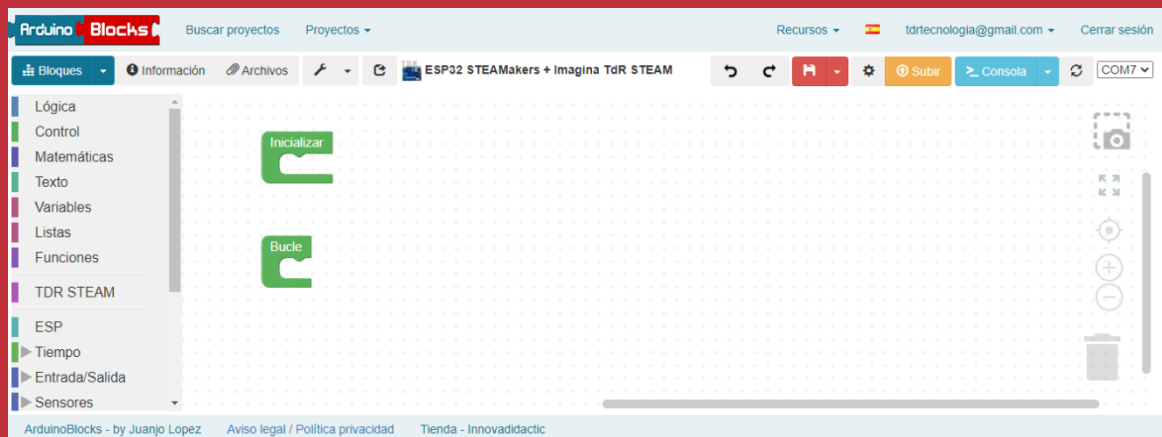 Arduino Blocks Buscar proyectos Proyectos Recursos tdrtecnologia@gmail.com Cerrar sesión
Bloques Información Archivos ESP32 STEAMakers + Imagina TdR STEAM Subir >_ Consola COM7
Lógica
Control
Matemáticas
Texto
Variables
Listas
Funciones
TDR STEAM
ESP
Tiempo
Entrada/Salida
Sensores
Inicializar
Bucle
ArduinoBlocks - by Juanjo Lopez Aviso legal / Política privacidad Tienda - Innovadidactic